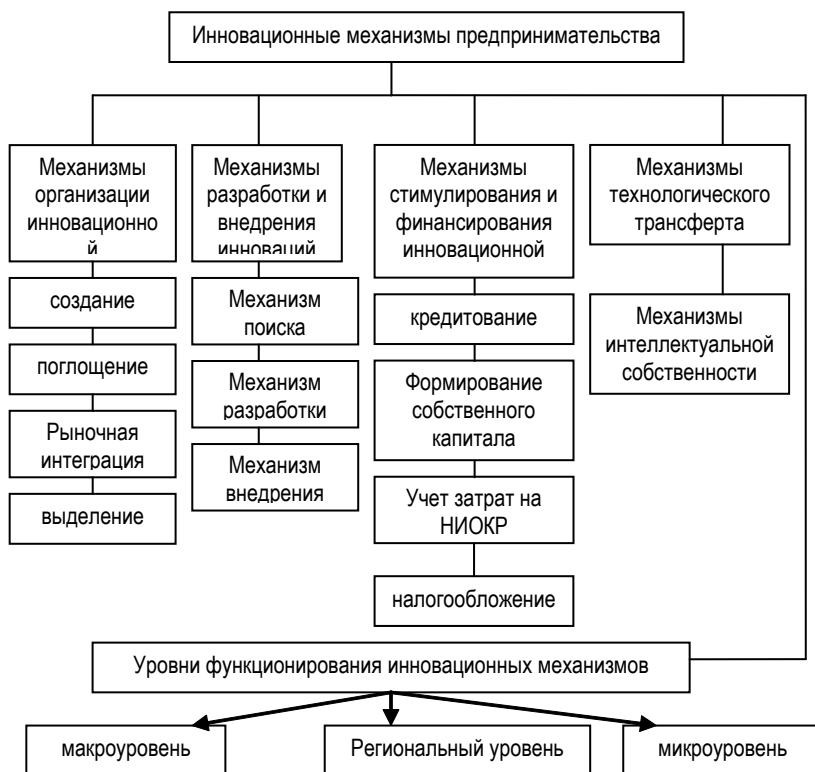 Инновационные механизмы предпринимательства
Механизмы
организации
инновационно
й
создание
поглощение
Рыночная
интеграция
выделение
Механизмы
разработки и
внедрения
инноваций
Механизм
поиска
Механизм
разработки
Механизм
внедрения
Механизмы
стимулирования и
финансирования
инновационной
кредитование
Формирование
собственного
капитала
Учет затрат на
НИОКР
налогообложение
Механизмы
технологического
трансферта
Механизмы
интеллектуальной
собственности
Уровни функционирования инновационных механизмов
макроуровень
Региональный уровень
микроуровень